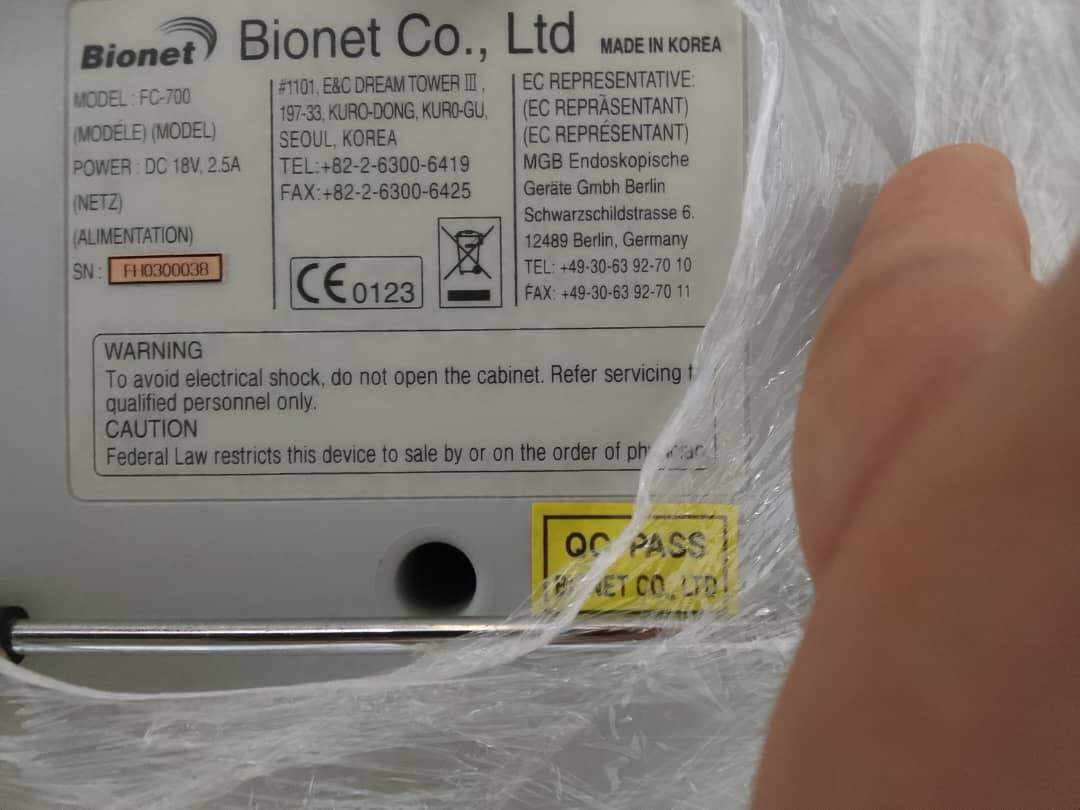 Bionet
Bionet Co., Ltd
MADE IN KOREA
MODEL : FC-700
(MODÉLE) (MODEL)
POWER : DC 18V, 2.5A
(NETZ)
(ALIMENTATION)
SN : FH0300038
#1101, E&C DREAM TOWER Ⅲ,
197-33, KURO-DONG, KURO-GU,
SEOUL, KOREA
TEL:+82-2-6300-6419
FAX:+82-2-6300-6425
CE 0123
EC REPRESENTATIVE:
(EC REPRÄSENTANT)
(EC REPRÉSENTANT)
MGB Endoskopische
Geräte Gmbh Berlin
Schwarzschildstrasse 6.
12489 Berlin, Germany
TEL: +49-30-63 92-70 10
FAX: +49-30-63 92-70 11
WARNING
To avoid electrical shock, do not open the cabinet. Refer servicing
qualified personnel only.
CAUTION
Federal Law restricts this device to sale by or on the order of
QC PASS
BIONET CO., LTD